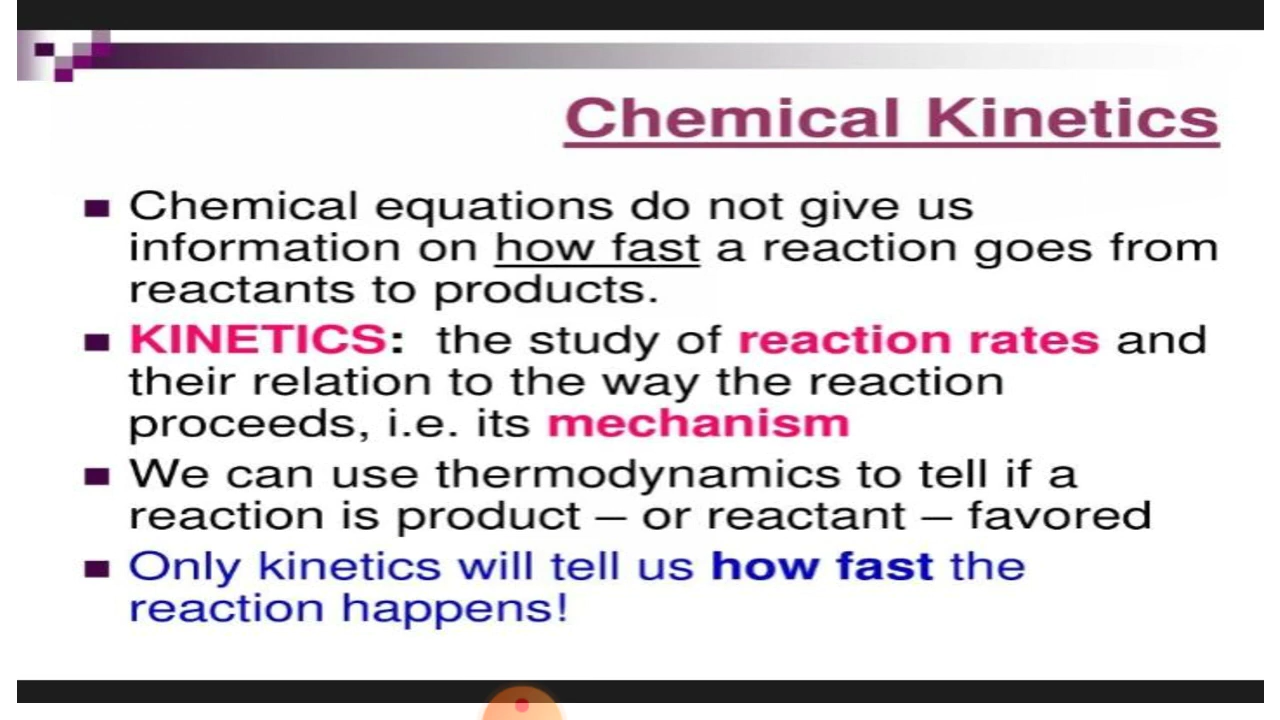 Chemical Kinetics
Chemical equations do not give us
information on how fast a reaction goes from
reactants to products.
KINETICS: the study of reaction rates and
their relation to the way the reaction
proceeds, i.e. its mechanism
We can use thermodynamics to tell if a
reaction is product – or reactant – favored
Only kinetics will tell us how fast the
reaction happens!